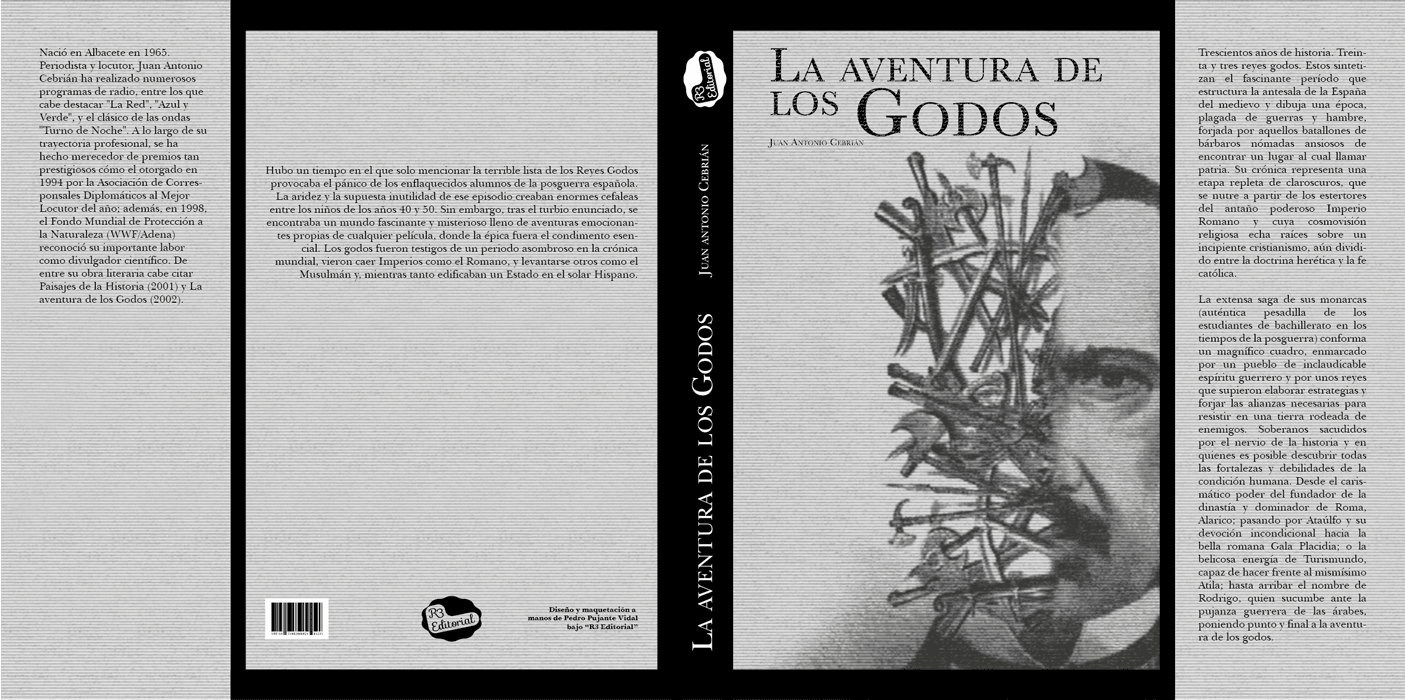 Nació en Albacete en 1965.
Periodista y locutor, Juan Antonio
Cebrián ha realizado numerosos
programas de radio, entre los que
cabe destacar "La Red", "Azul y
Verde", y el clásico de las ondas
"Turno de Noche". A lo largo de su
trayectoria profesional, se ha
hecho merecedor de premios tan
prestigiosos cómo el otorgado en
1994 por la Asociación de Corres-
ponsales Diplomáticos al Mejor
Locutor del año; además, en 1998,
el Fondo Mundial de Protección a
la Naturaleza (WWF/Adena)
reconoció su importante labor
como divulgador científico. De
entre su obra literaria cabe citar
Paisajes de la Historia (2001) y La
aventura de los Godos (2002).
Hubo un tiempo en el que solo mencionar la terrible lista de los Reyes Godos
provocaba el pánico de los enflaquecidos alumnos de la posguerra española.
La aridez y la supuesta inutilidad de ese episodio creaban enormes cefaleas
entre los niños de los años 40 y 50. Sin embargo, tras el turbio enunciado, se
encontraba un mundo fascinante y misterioso lleno de aventuras emocionan-
tes propias de cualquier película, donde la épica fuera el condimento esen-
cial. Los godos fueron testigos de un periodo asombroso en la crónica
mundial, vieron caer Imperios como el Romano, y levantarse otros como el
Musulmán y, mientras tanto edificaban un Estado en el solar Hispano.
R3
Editorial
Diseño y maquetación a
manos de Pedro Pujante Vidal
bajo "R3 Editorial"
R3
Editorial
Juan Antonio Cebrián
La aventura de los Godos
La aventura de
los Godos
Juan Antonio Cebrián
Trescientos años de historia. Trein-
ta y tres reyes godos. Estos sinteti-
zan el fascinante período que
estructura la antesala de la España
del medievo y dibuja una época,
plagada de guerras y hambre,
forjada por aquellos batallones de
bárbaros nómadas ansiosos de
encontrar un lugar al cual llamar
patria. Su crónica representa una
etapa repleta de claroscuros, que
se nutre a partir de los estertores
del antaño poderoso Imperio
Romano y cuya cosmovisión
religiosa echa raíces sobre un
incipiente cristianismo, aún dividi-
do entre la doctrina herética y la fe
católica.
La extensa saga de sus monarcas
(auténtica pesadilla de los
estudiantes de bachillerato en los
tiempos de la posguerra) conforma
un magnífico cuadro, enmarcado
por un pueblo de inclaudicable
espíritu guerrero y por unos reyes
que supieron elaborar estrategias y
forjar las alianzas necesarias para
resistir en una tierra rodeada de
enemigos. Soberanos sacudidos
por el nervio de la historia y en
quienes es posible descubrir todas
las fortalezas y debilidades de la
condición humana. Desde el caris-
mático poder del fundador de la
dinastía y dominador de Roma,
Alarico; pasando por Ataúlfo y su
devoción incondicional hacia la
bella romana Gala Placidia; o la
belicosa energía de Turismundo,
capaz de hacer frente al mismísimo
Atila; hasta arribar el nombre de
Rodrigo, quien sucumbe ante la
pujanza guerrera de las árabes,
poniendo punto y final a la aventu-
ra de los godos.